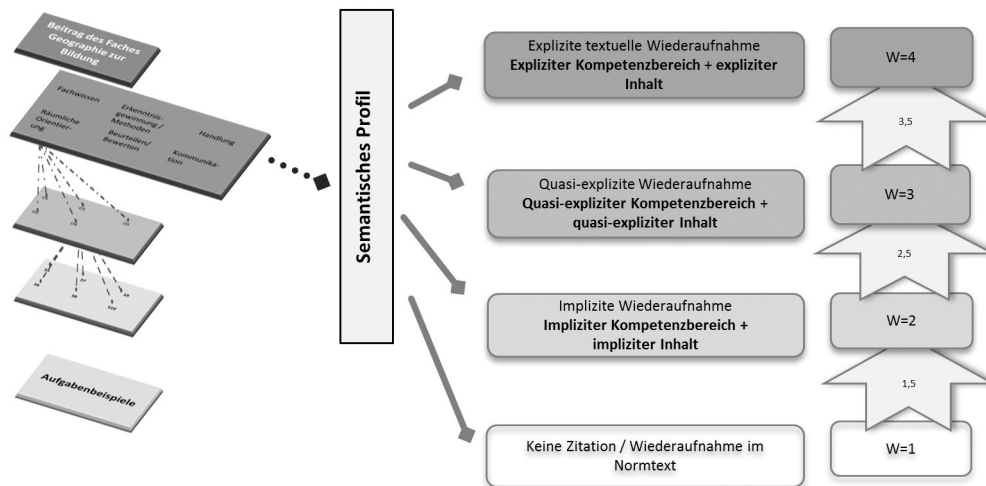 Beitrag des Faches
Geographie zur
Bildung
Fachwissen
Erkenntnis-
gewinnung /
Methoden
Handlung
Räumliche
Orientier-
ung
Beurteilen/
Bewerten
Kommunika-
tion
Aufgabenbeispiele
Semantisches Profil
Explizite textuelle Wiederaufnahme
Expliziter Kompetenzbereich + expliziter
Inhalt
W=4
3,5
Quasi-explizite Wiederaufnahme
Quasi-expliziter Kompetenzbereich +
quasi-expliziter Inhalt
W=3
2,5
Implizite Wiederaufnahme
Impliziter Kompetenzbereich +
impliziter Inhalt
W=2
1,5
Keine Zitation / Wiederaufnahme im
Normtext
W=1